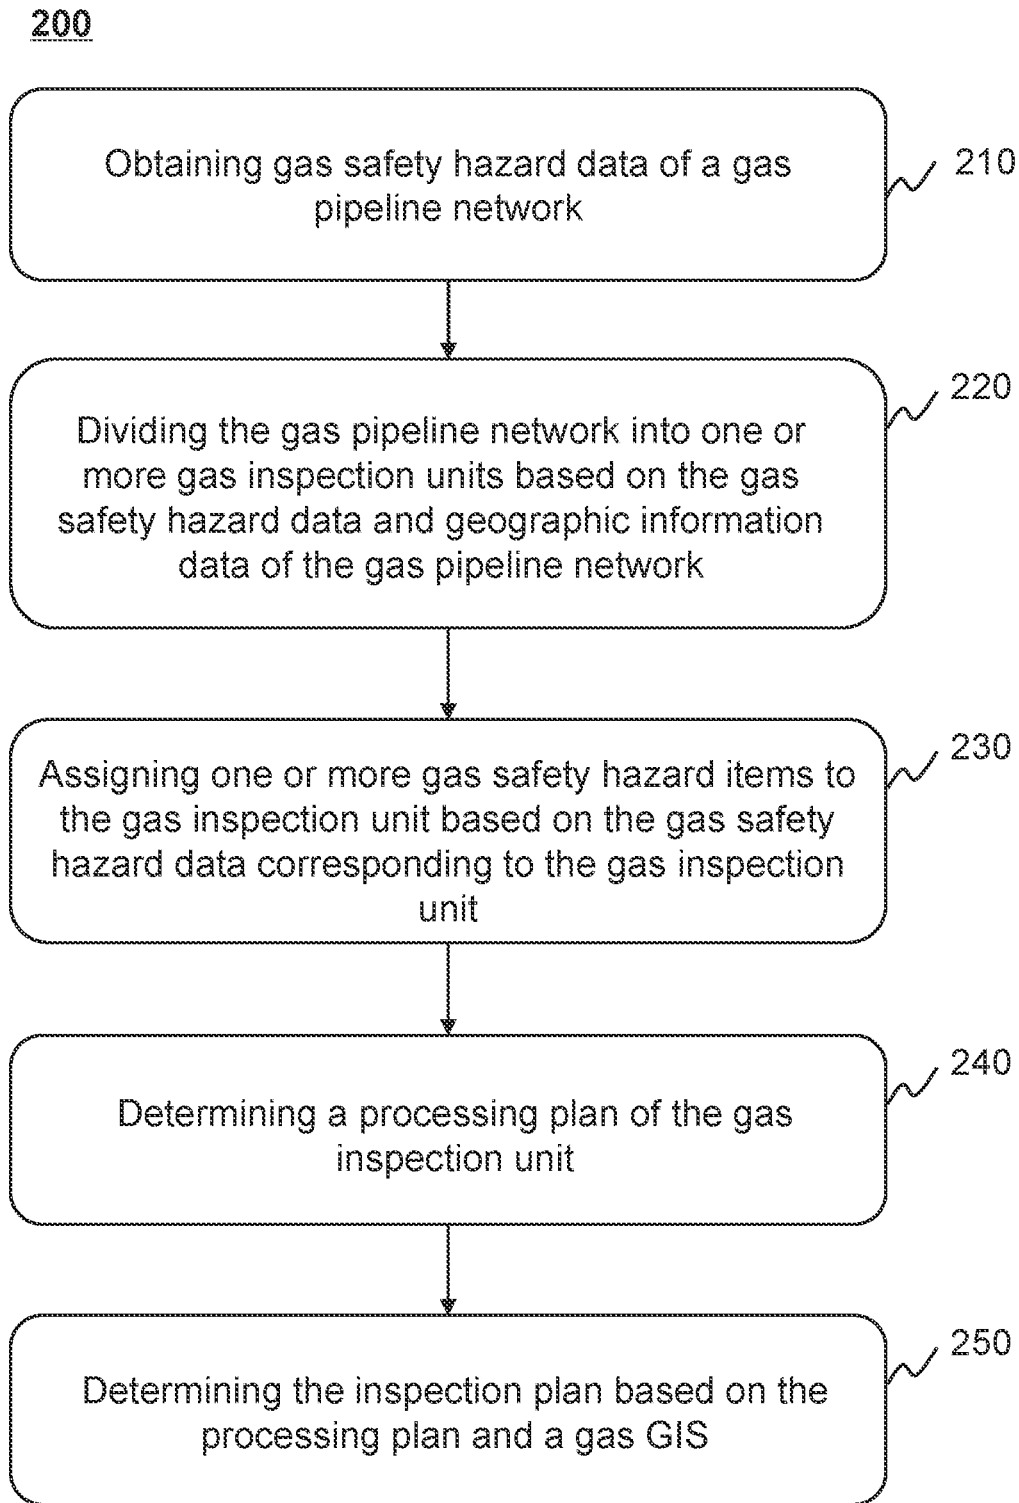 200
Obtaining gas safety hazard data of a gas
pipeline network
210
Dividing the gas pipeline network into one or
more gas inspection units based on the gas
safety hazard data and geographic information
data of the gas pipeline network
220
Assigning one or more gas safety hazard items to
the gas inspection unit based on the gas safety
hazard data corresponding to the gas inspection
unit
230
Determining a processing plan of the gas
inspection unit
240
Determining the inspection plan based on the
processing plan and a gas GIS
250